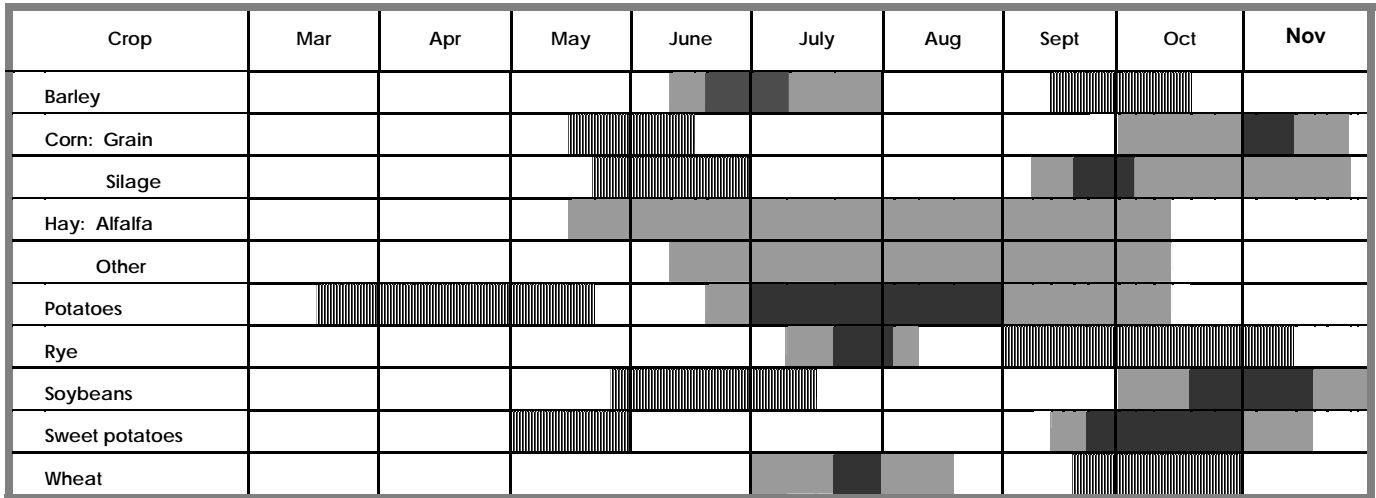 Crop Mar Apr May June July Aug Sept Oct Nov
Barley
Corn: Grain
Silage
Hay: Alfalfa
Other
Potatoes
Rye
Soybeans
Sweet potatoes
Wheat